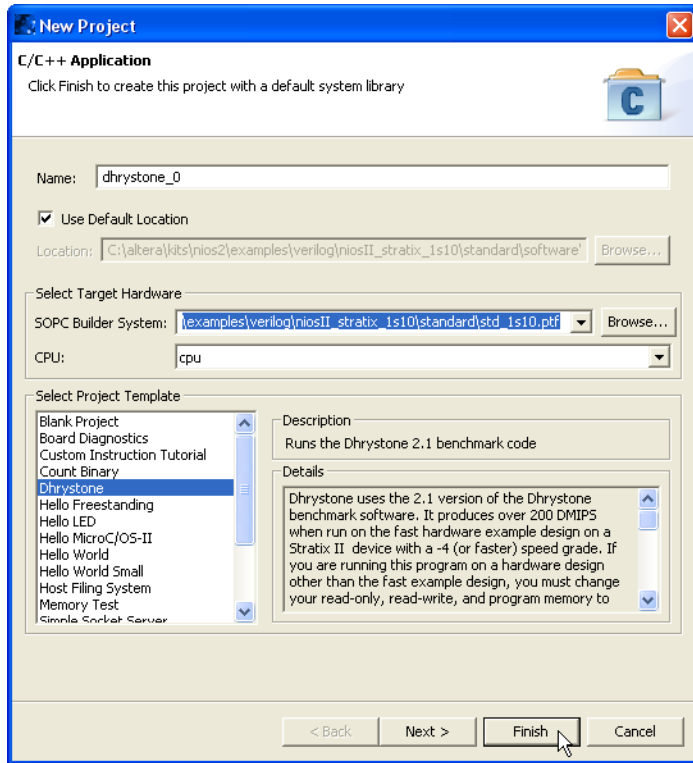 New Project
C/C++ Application
Click Finish to create this project with a default system library
C
Name: dhrystone_0
Use Default Location
Location: C:\altera\kits\nios2\examples\verilog\niosII_stratix_1s10\standard\software' Browse...
Select Target Hardware
SOPC Builder System: \examples\verilog\niosII_stratix_1s10\standard\std_1s10.ptf Browse...
CPU: cpu
Select Project Template
Blank Project
Board Diagnostics
Custom Instruction Tutorial
Count Binary
Dhrystone
Hello Freestanding
Hello LED
Hello MicroC/OS-II
Hello World
Hello World Small
Host Filing System
Memory Test
Simple Socket Server
Description
Runs the Dhrystone 2.1 benchmark code
Details
Dhrystone uses the 2.1 version of the Dhrystone
benchmark software. It produces over 200 DMIPS
when run on the fast hardware example design on a
Stratix II device with a -4 (or faster) speed grade. If
you are running this program on a hardware design
other than the fast example design, you must change
your read-only, read-write, and program memory to
< Back Next > Finish Cancel